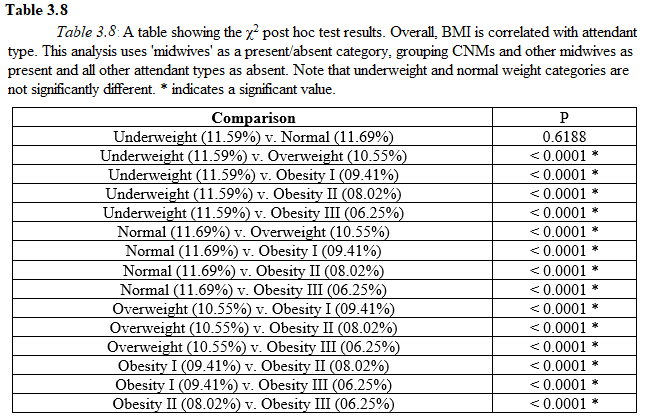 Table 3.8
Table 3.8: A table showing the χ² post hoc test results. Overall, BMI is correlated with attendant
type. This analysis uses 'midwives' as a present/absent category, grouping CNMs and other midwives as
present and all other attendant types as absent. Note that underweight and normal weight categories are
not significantly different. * indicates a significant value.
Comparison P
Underweight (11.59%) v. Normal (11.69%) 0.6188
Underweight (11.59%) v. Overweight (10.55%) < 0.0001 *
Underweight (11.59%) v. Obesity I (09.41%) < 0.0001 *
Underweight (11.59%) v. Obesity II (08.02%) < 0.0001 *
Underweight (11.59%) v. Obesity III (06.25%) < 0.0001 *
Normal (11.69%) v. Overweight (10.55%) < 0.0001 *
Normal (11.69%) v. Obesity I (09.41%) < 0.0001 *
Normal (11.69%) v. Obesity II (08.02%) < 0.0001 *
Normal (11.69%) v. Obesity III (06.25%) < 0.0001 *
Overweight (10.55%) v. Obesity I (09.41%) < 0.0001 *
Overweight (10.55%) v. Obesity II (08.02%) < 0.0001 *
Overweight (10.55%) v. Obesity III (06.25%) < 0.0001 *
Obesity I (09.41%) v. Obesity II (08.02%) < 0.0001 *
Obesity I (09.41%) v. Obesity III (06.25%) < 0.0001 *
Obesity II (08.02%) v. Obesity III (06.25%) < 0.0001 *